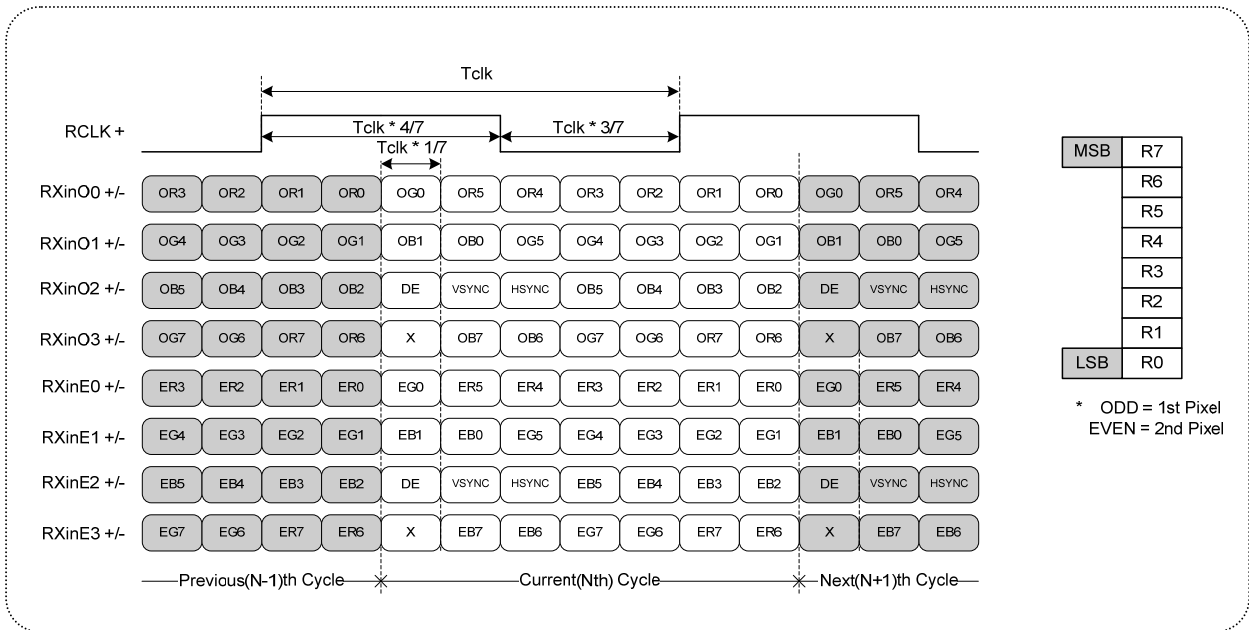 Tclk
RCLK +
Tclk * 4/7
Tclk * 3/7
Tclk * 1/7
RXinO0 +/- OR3 OR2 OR1 OR0 OG0 OR5 OR4 OR3 OR2 OR1 OR0 OG0 OR5 OR4
RXinO1 +/- OG4 OG3 OG2 OG1 OB1 OB0 OG5 OG4 OG3 OG2 OG1 OB1 OB0 OG5
RXinO2 +/- OB5 OB4 OB3 OB2 DE VSYNC HSYNC OB5 OB4 OB3 OB2 DE VSYNC HSYNC
RXinO3 +/- OG7 OG6 OR7 OR6 X OB7 OB6 OG7 OG6 OR7 OR6 X OB7 OB6
RXinE0 +/- ER3 ER2 ER1 ER0 EG0 ER5 ER4 ER3 ER2 ER1 ER0 EG0 ER5 ER4
RXinE1 +/- EG4 EG3 EG2 EG1 EB1 EB0 EG5 EG4 EG3 EG2 EG1 EB1 EB0 EG5
RXinE2 +/- EB5 EB4 EB3 EB2 DE VSYNC HSYNC EB5 EB4 EB3 EB2 DE VSYNC HSYNC
RXinE3 +/- EG7 EG6 ER7 ER6 X EB7 EB6 EG7 EG6 ER7 ER6 X EB7 EB6
Previous(N-1)th Cycle Current(Nth) Cycle Next(N+1)th Cycle
MSB R7
R6
R5
R4
R3
R2
R1
LSB R0
* ODD = 1st Pixel
EVEN = 2nd Pixel